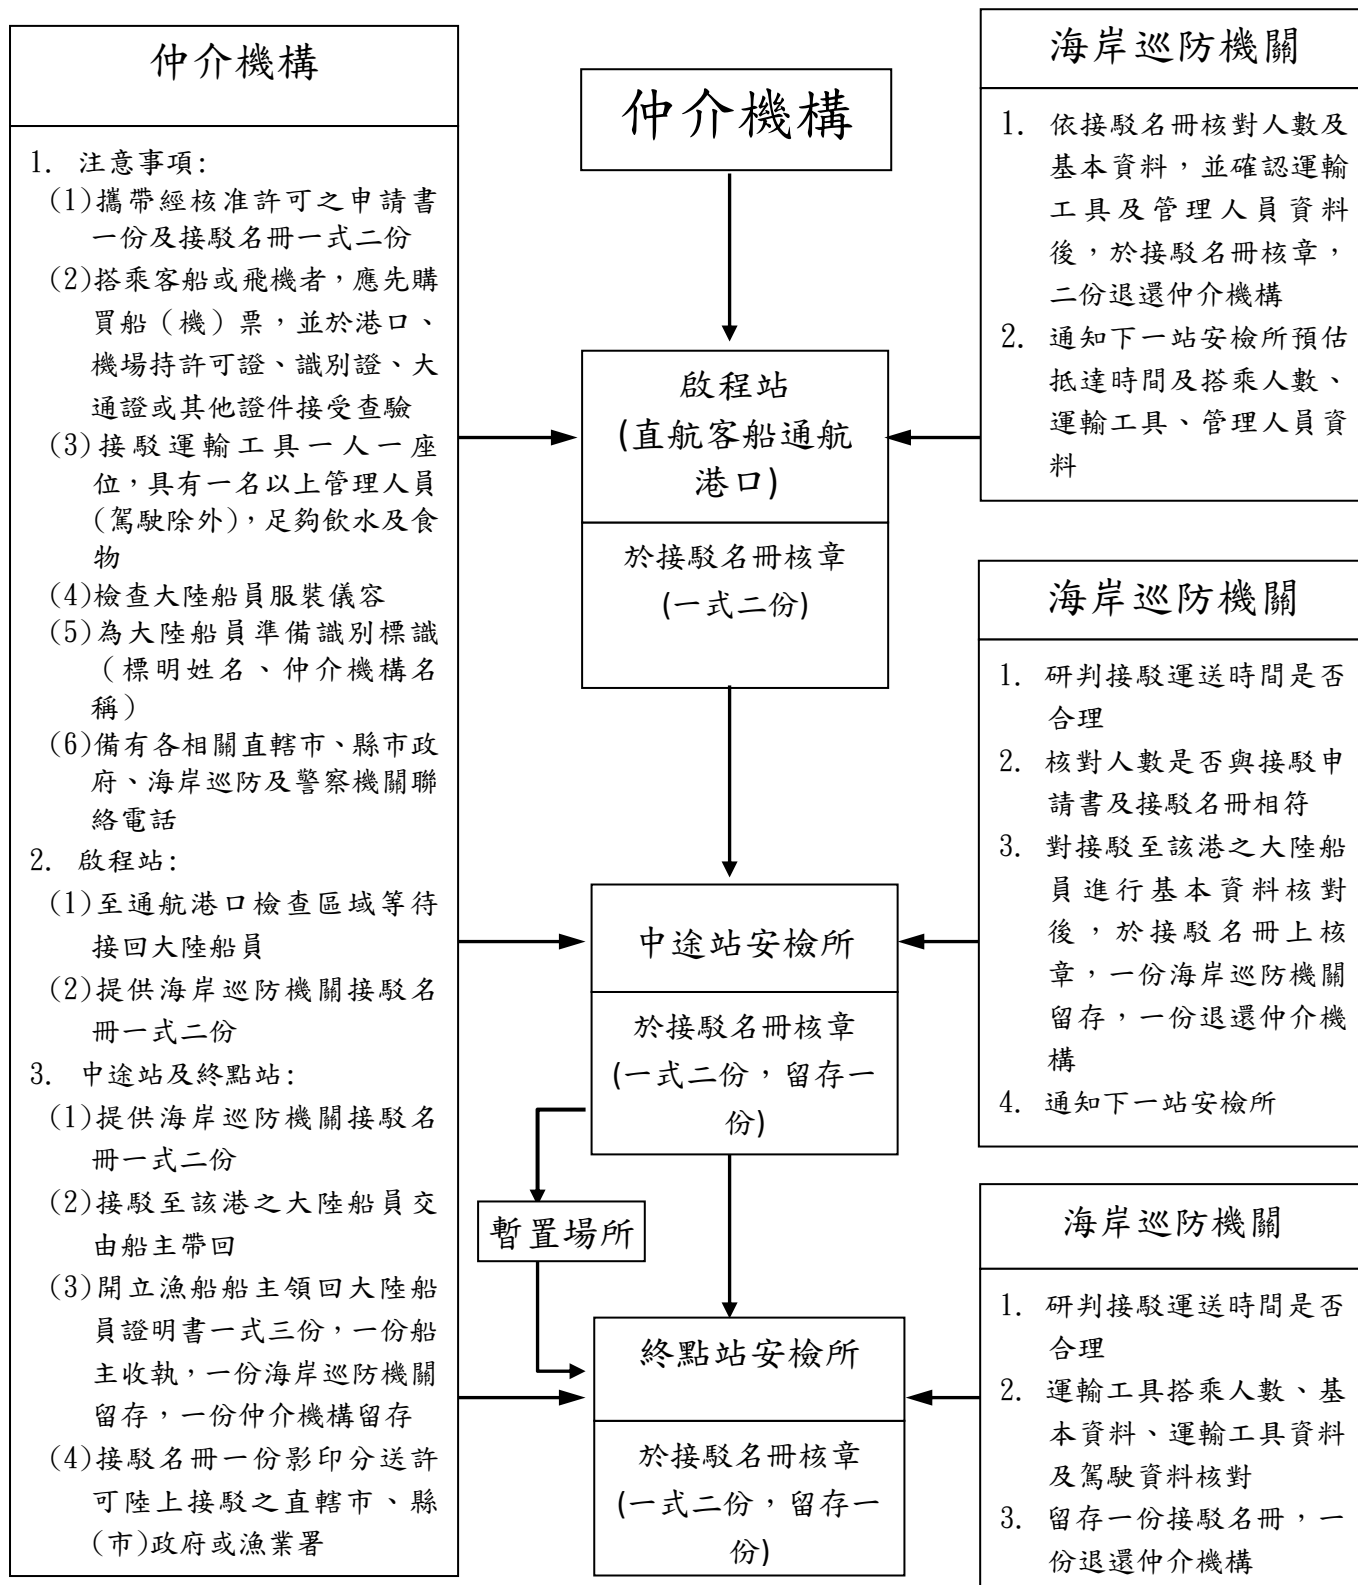 仲介機構
1. 注意事項:
(1)攜帶經核准許可之申請書
一份及接駁名冊一式二份
(2)搭乘客船或飛機者，應先購
買船（機）票，並於港口、
機場持許可證、識別證、大
通證或其他證件接受查驗
(3)接駁運輸工具一人一座
位，具有一名以上管理人員
(駕駛除外)，足夠飲水及食
物
(4)檢查大陸船員服裝儀容
(5)為大陸船員準備識別標識
（標明姓名、仲介機構名
稱）
(6)備有各相關直轄市、縣市政
府、海岸巡防及警察機關聯
絡電話
2. 啟程站:
(1)至通航港口檢查區域等待
接回大陸船員
(2)提供海岸巡防機關接駁名
冊一式二份
3. 中途站及終點站:
(1)提供海岸巡防機關接駁名
冊一式二份
(2)接駁至該港之大陸船員交
由船主帶回
(3)開立漁船船主領回大陸船
員證明書一式三份，一份船
主收執，一份海岸巡防機關
留存，一份仲介機構留存
(4)接駁名冊一份影印分送許
可陸上接駁之直轄市、縣
(市)政府或漁業署
仲介機構
啟程站
(直航客船通航
港口)
於接駁名冊核章
(一式二份)
中途站安檢所
於接駁名冊核章
(一式二份，留存一
份)
暫置場所
終點站安檢所
於接駁名冊核章
(一式二份，留存一
份)
海岸巡防機關
1. 依接駁名冊核對人數及
基本資料，並確認運輸
工具及管理人員資料
後，於接駁名冊核章，
二份退還仲介機構
2. 通知下一站安檢所預估
抵達時間及搭乘人數、
運輸工具、管理人員資
料
海岸巡防機關
1. 研判接駁運送時間是否
合理
2. 核對人數是否與接駁申
請書及接駁名冊相符
3. 對接駁至該港之大陸船
員進行基本資料核對
後，於接駁名冊上核
章，一份海岸巡防機關
留存，一份退還仲介機
構
4. 通知下一站安檢所
海岸巡防機關
1. 研判接駁運送時間是否
合理
2. 運輸工具搭乘人數、基
本資料、運輸工具資料
及駕駛資料核對
3. 留存一份接駁名冊，一
份退還仲介機構